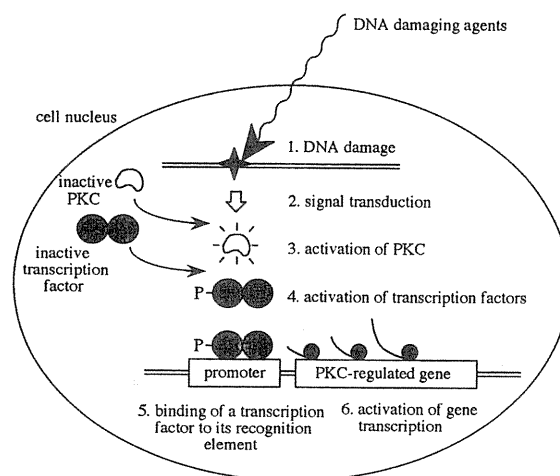 DNA damaging agents
cell nucleus
1. DNA damage
inactive
PKC
2. signal transduction
3. activation of PKC
inactive
transcription
factor
P
4. activation of transcription factors
P
promoter
PKC-regulated gene
5. binding of a transcription
factor to its recognition
element
6. activation of gene
transcription